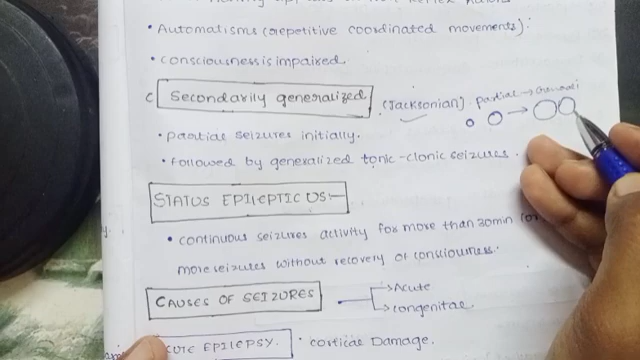 • Automatisms (repetitive coordinated movements):
• consciousness is impaired.
c Secondarily generalized (Jacksonian) partial →
• partial seizures initially.
• Followed by generalized tonic-clonic seizures.
STATUS EPILEPTICUS:-
• continuous seizures activity for more than 30min (or
more seizures without recovery of consiousness.
CAUSES OF SEIZURES → Acute
→ congenital
EPILEPSY. • cortical Damage.